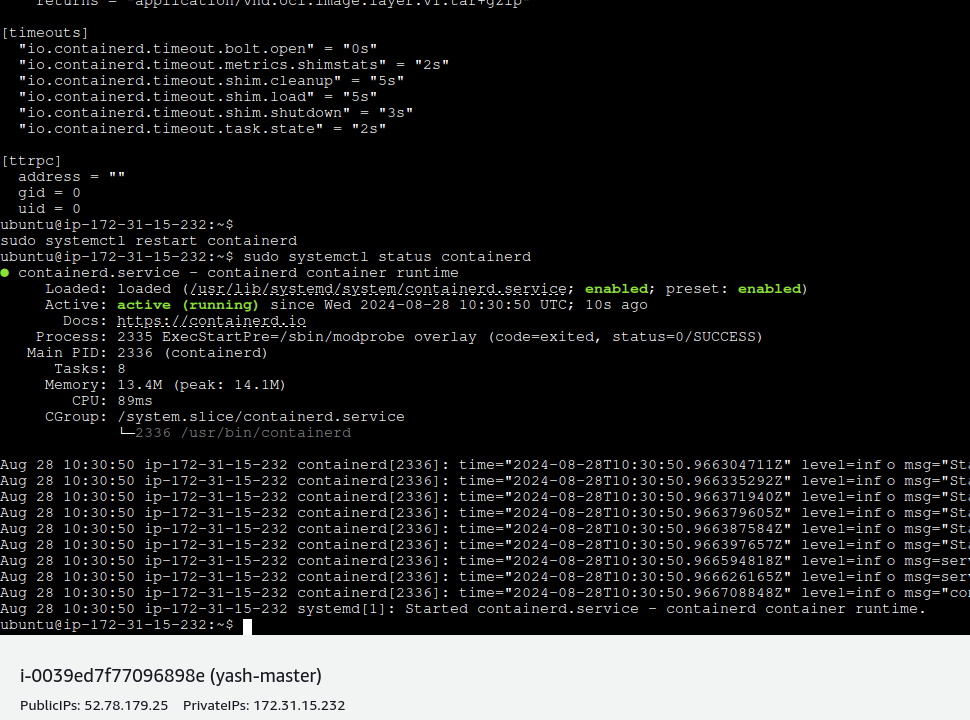 returns = "application/vnd.oci.image.layer.v1.tar+gzip"
[timeouts]
"io.containerd.timeout.bolt.open" = "0s"
"io.containerd.timeout.metrics.shimstats" = "2s"
"io.containerd.timeout.shim.cleanup" = "5s"
"io.containerd.timeout.shim.load" = "5s"
"io.containerd.timeout.shim.shutdown" = "3s"
"io.containerd.timeout.task.state" = "2s"
[ttrpc]
address = ""
gid = 0
uid = 0
ubuntu@ip-172-31-15-232:~$
sudo systemctl restart containerd
ubuntu@ip-172-31-15-232:~$ sudo systemctl status containerd
● containerd.service - containerd container runtime
Loaded: loaded (/usr/lib/systemd/system/containerd.service; enabled; preset: enabled)
Active: active (running) since Wed 2024-08-28 10:30:50 UTC; 10s ago
Docs: https://containerd.io
Process: 2335 ExecStartPre=/sbin/modprobe overlay (code=exited, status=0/SUCCESS)
Main PID: 2336 (containerd)
Tasks: 8
Memory: 13.4M (peak: 14.1M)
CPU: 89ms
CGroup: /system.slice/containerd.service
└─2336 /usr/bin/containerd
Aug 28 10:30:50 ip-172-31-15-232 containerd[2336]: time="2024-08-28T10:30:50.966304711Z" level=info msg="Sta
Aug 28 10:30:50 ip-172-31-15-232 containerd[2336]: time="2024-08-28T10:30:50.966335292Z" level=info msg="Sta
Aug 28 10:30:50 ip-172-31-15-232 containerd[2336]: time="2024-08-28T10:30:50.966371940Z" level=info msg="Sta
Aug 28 10:30:50 ip-172-31-15-232 containerd[2336]: time="2024-08-28T10:30:50.966379605Z" level=info msg="Sta
Aug 28 10:30:50 ip-172-31-15-232 containerd[2336]: time="2024-08-28T10:30:50.966387584Z" level=info msg="Sta
Aug 28 10:30:50 ip-172-31-15-232 containerd[2336]: time="2024-08-28T10:30:50.966397657Z" level=info msg="Sta
Aug 28 10:30:50 ip-172-31-15-232 containerd[2336]: time="2024-08-28T10:30:50.966594818Z" level=info msg=serv
Aug 28 10:30:50 ip-172-31-15-232 containerd[2336]: time="2024-08-28T10:30:50.966626165Z" level=info msg=serv
Aug 28 10:30:50 ip-172-31-15-232 containerd[2336]: time="2024-08-28T10:30:50.966708848Z" level=info msg="con
Aug 28 10:30:50 ip-172-31-15-232 systemd[1]: Started containerd.service - containerd container runtime.
ubuntu@ip-172-31-15-232:~$
i-0039ed7f77096898e (yash-master)
PublicIPs: 52.78.179.25 PrivateIPs: 172.31.15.232